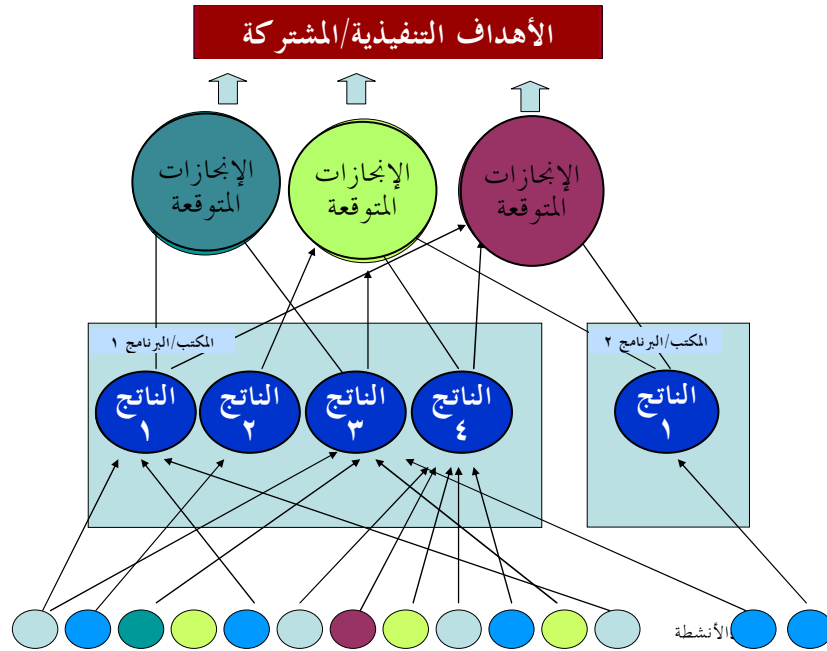 الأهداف التنفيذية/المشتركة
الإنجازات
المتوقعة
الإنجازات
المتوقعة
الإنجازات
المتوقعة
المكتب/البرنامج ١
المكتب/البرنامج ٢
الناتج
١
الناتج
٢
الناتج
٣
الناتج
٤
الناتج
١
الأنشطة